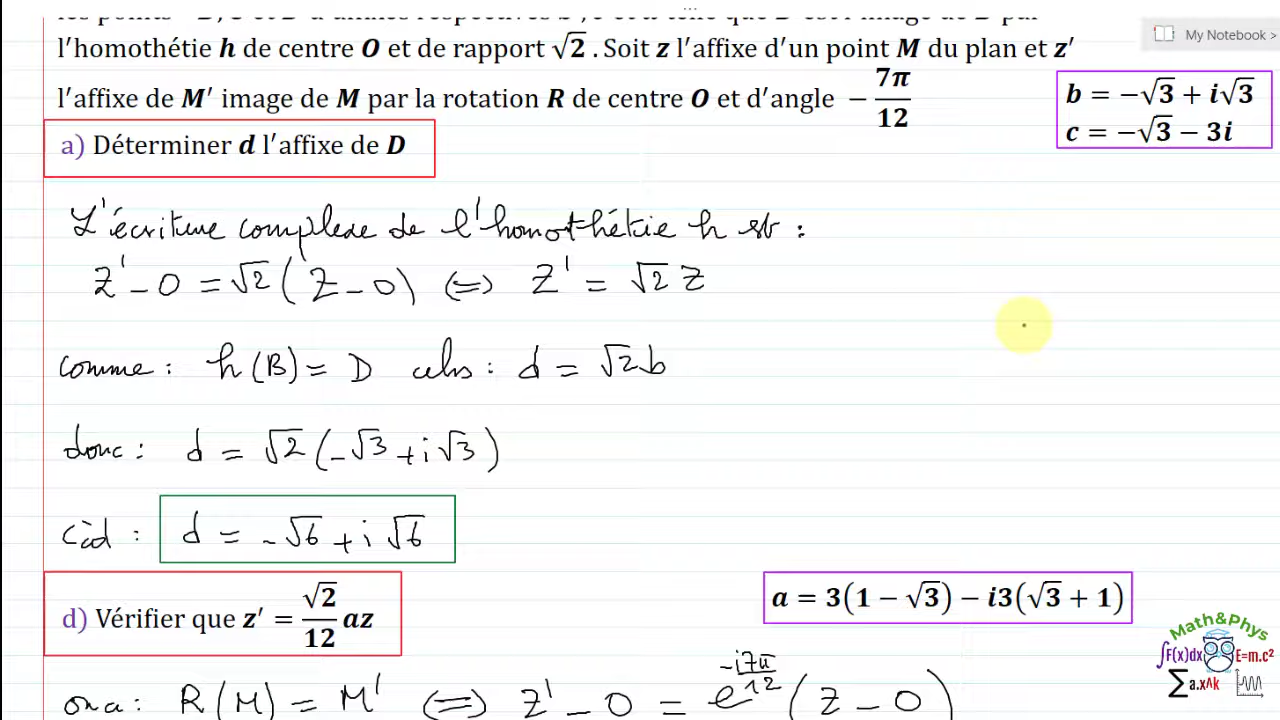 l'homothétie h de centre O et de rapport √2. Soit z l'affixe d'un point M du plan et z'
My Notebook >
l'affixe de M' image de M par la rotation R de centre O et d'angle −7π/12
b = −√3 + i√3
c = −√3 − 3i
a) Déterminer d l'affixe de D
L'écriture complexe de l'homothétie h est :
Z' − 0 = √2 (Z − 0) ⟺ Z' = √2 Z
comme : h(B) = D alors : d = √2 b
donc : d = √2 (−√3 + i√3)
càd : d = −√6 + i√6
d) Vérifier que z' = √2/12 az
a = 3(1 − √3) − i3(√3 + 1)
Math&Phys
∫F(x)dx E=m.c²
∑ a.x∧k
on a : R(M) = M' ⟺ Z' − 0 = e^(−i7π/12) (Z − 0)